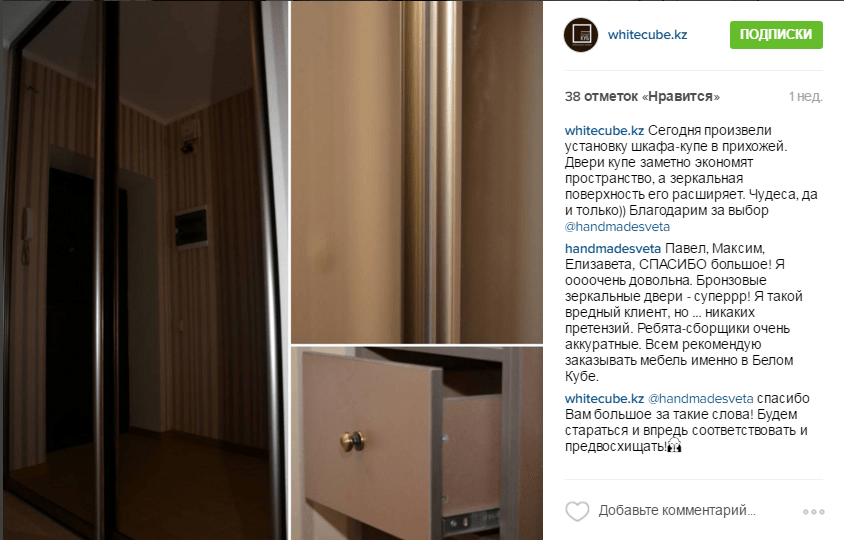 whitecube.kz
ПОДПИСКИ
38 отметок «Нравится»
1 нед.
whitecube.kz Сегодня произвели
установку шкафа-купе в прихожей.
Двери купе заметно экономят
пространство, а зеркальная
поверхность его расширяет. Чудеса, да
и только)) Благодарим за выбор
@handmadesveta
handmadesveta Павел, Максим,
Елизавета, СПАСИБО большое! Я
оооочень довольна. Бронзовые
зеркальные двери - суперрр! Я такой
вредный клиент, но ... никаких
претензий. Ребята-сборщики очень
аккуратные. Всем рекомендую
заказывать мебель именно в Белом
Кубе.
whitecube.kz @handmadesveta спасибо
Вам большое за такие слова! Будем
стараться и впредь соответствовать и
предвосхищать!
Добавьте комментарий...